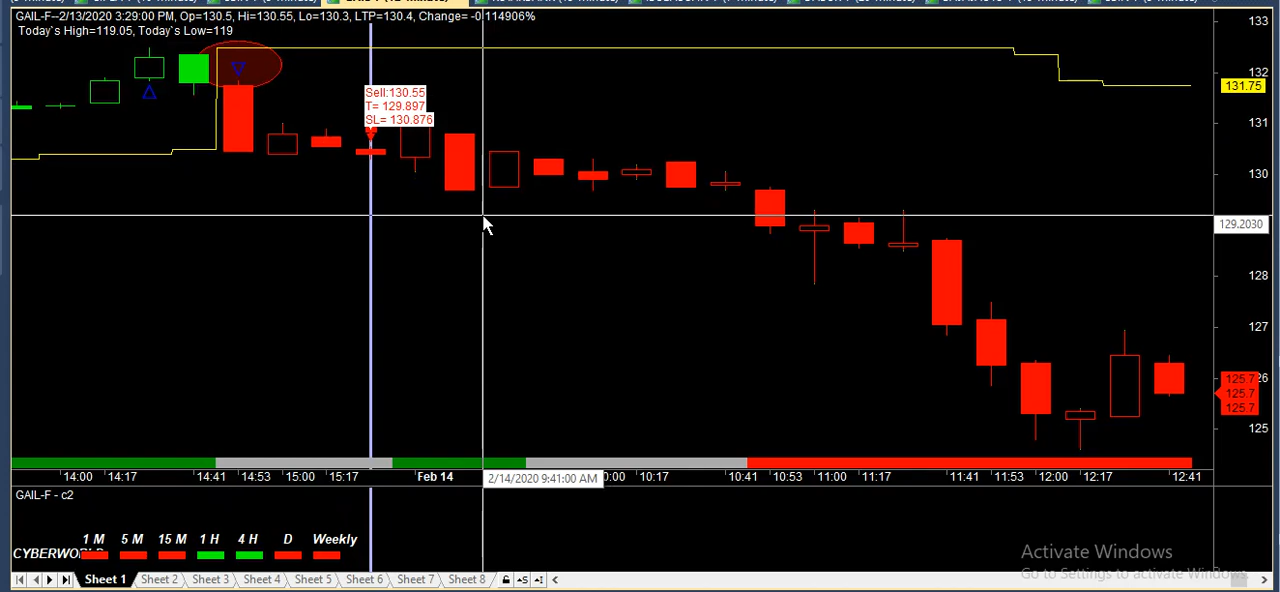 GAIL-F--2/13/2020 3:29:00 PM, Op=130.5, Hi=130.55, Lo=130.3, LTP=130.4, Change= -0.114906%
Today`s High=119.05, Today`s Low=119
Sell:130.55
T= 129.897
SL= 130.876
133
132
131.75
131
130
129.2030
128
127
126
125.7
125.7
125.7
125
14:00 14:17 14:41 14:53 15:00 15:17 Feb 14 2/14/2020 9:41:00 AM 10:17 10:41 10:53 11:00 11:17 11:41 11:53 12:00 12:17 12:41
GAIL-F - c2
1 M 5 M 15 M 1 H 4 H D Weekly
Activate Windows
Go to Settings to activate Windows.
Sheet 1 Sheet 2 Sheet 3 Sheet 4 Sheet 5 Sheet 6 Sheet 7 Sheet 8